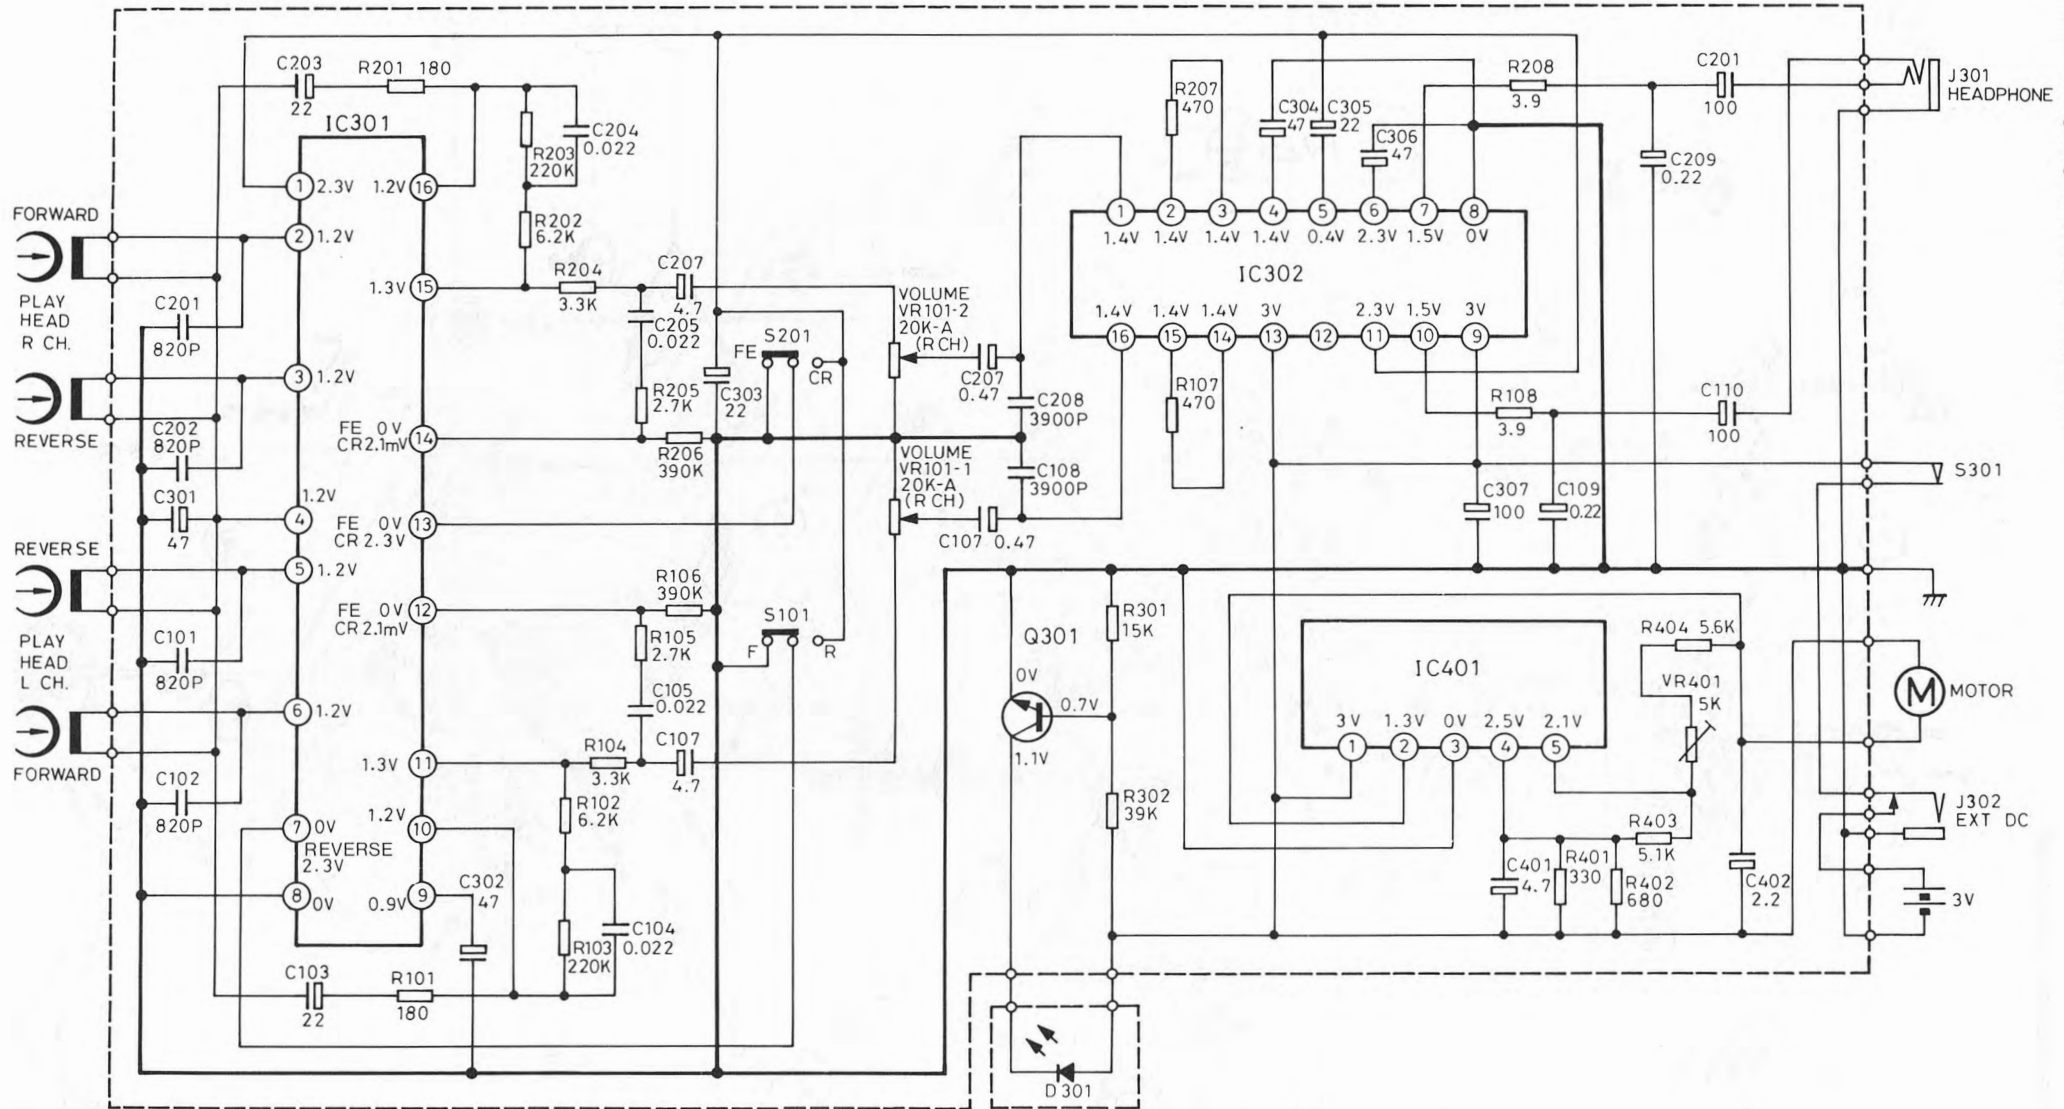 C203
22
R201 180
IC301
C204
0.022
R203
220K
R202
6.2K
1
2.3V
1.2V
16
FORWARD
2
1.2V
PLAY
HEAD
R CH.
C201
820P
1.3V
15
R204
3.3K
C207
4.7
C205
0.022
3
1.2V
REVERSE
C202
820P
R205
2.7K
FE 0V
CR2.1mV
14
R206
390K
C303
22
S201
FE
CR
VOLUME
VR101-2
20K-A
(R CH)
C207
0.47
C208
3900P
VOLUME
VR101-1
20K-A
(R CH)
C108
3900P
C107 0.47
C301
47
1.2V
4
FE 0V
CR2.3V
13
REVERSE
5
1.2V
FE 0V
CR2.1mV
12
R106
390K
S101
F
R
R105
2.7K
C105
0.022
PLAY
HEAD
L CH.
C101
820P
6
1.2V
FORWARD
1.3V
11
R104
3.3K
C107
4.7
R102
6.2K
C102
820P
7
0V
REVERSE
2.3V
1.2V
10
8
0V
0.9V
9
C302
47
R103
220K
C104
0.022
C103
22
R101
180
R207
470
C304
47
C305
22
C306
47
R208
3.9
C201
100
J301
HEADPHONE
C209
0.22
1
2
3
4
5
6
7
8
1.4V
1.4V
1.4V
1.4V
0.4V
2.3V
1.5V
0V
IC302
1.4V
1.4V
1.4V
3V
2.3V
1.5V
3V
16
15
14
13
12
11
10
9
R107
470
R108
3.9
C110
100
C307
100
C109
0.22
S301
Q301
0V
0.7V
1.1V
R301
15K
R302
39K
IC401
3V
1.3V
0V
2.5V
2.1V
1
2
3
4
5
R404 5.6K
VR401
5K
R403
5.1K
C401
4.7
R401
330
R402
680
C402
2.2
M
MOTOR
J302
EXT DC
3V
D301